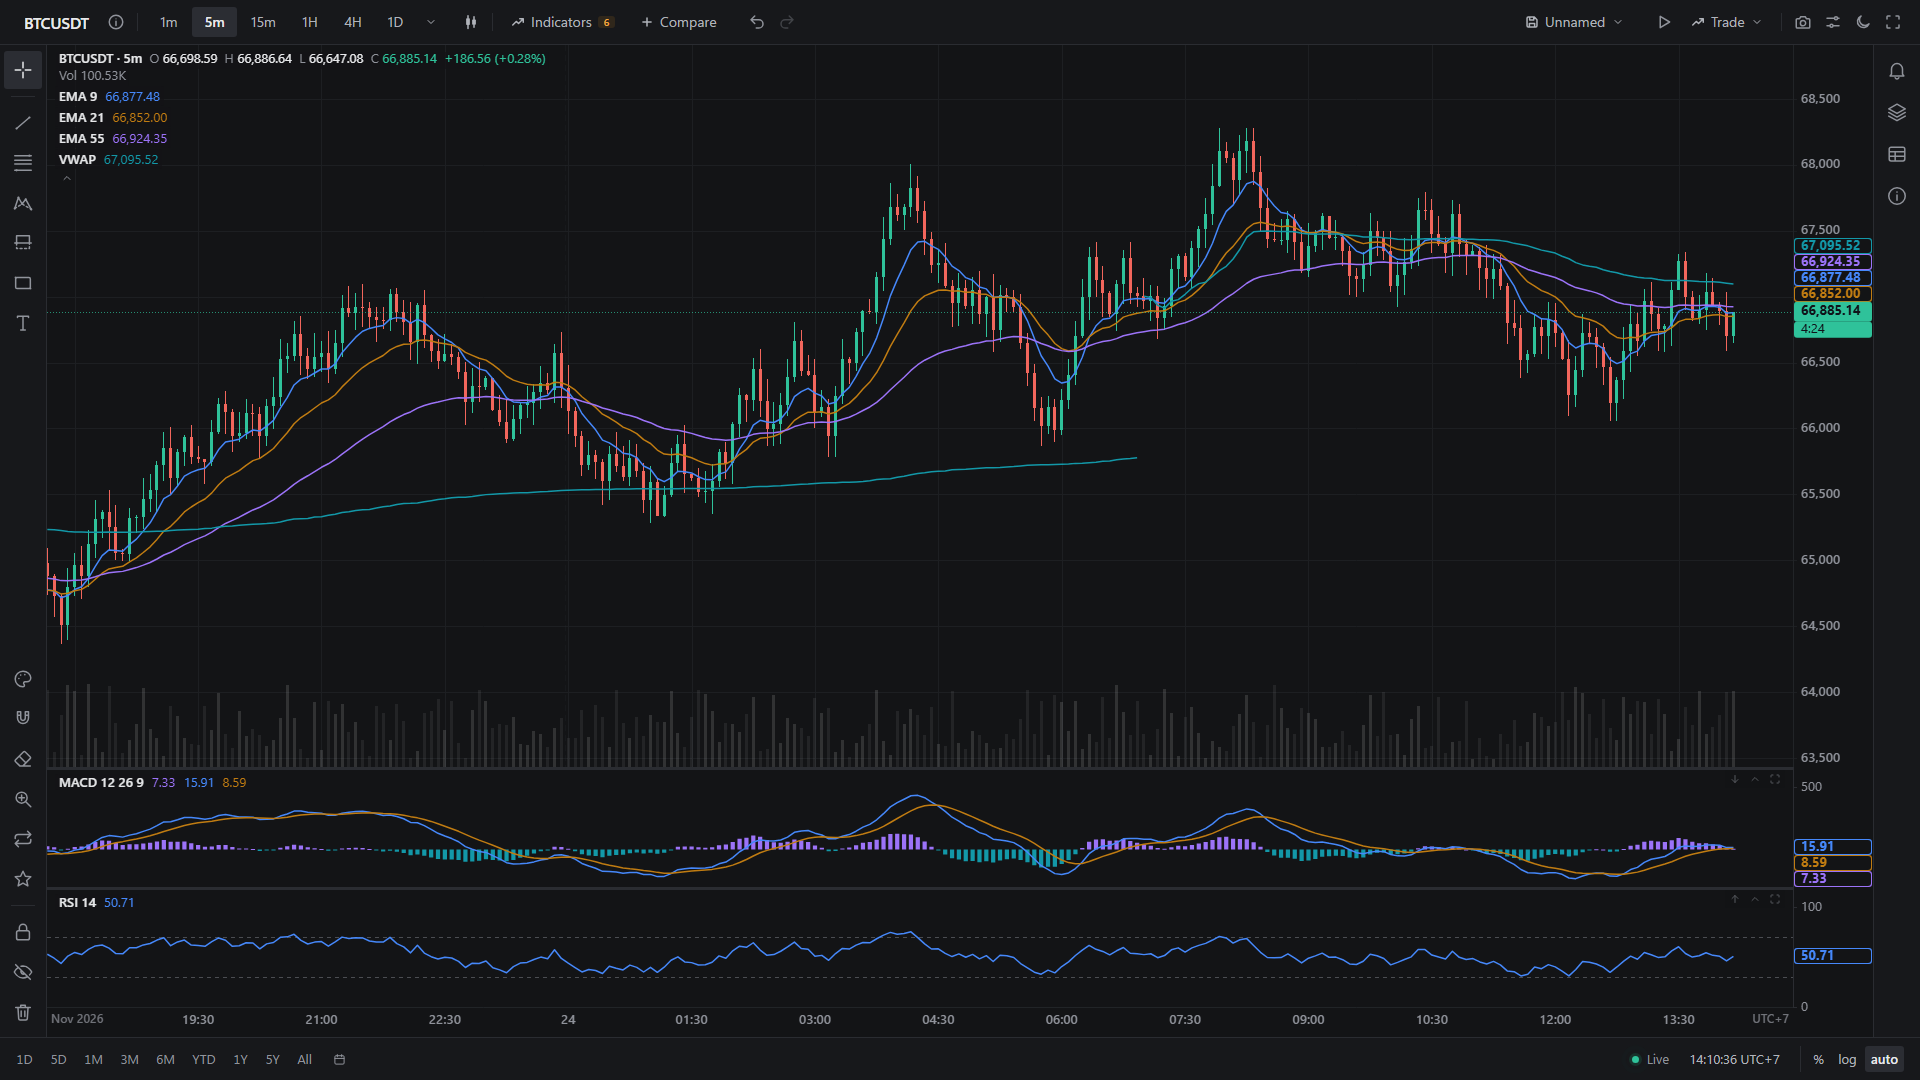 BTCUSDT 1m 5m 15m 1H 4H 1D Indicators 6 Compare Unnamed Trade
BTCUSDT · 5m O 66,698.59 H 66,886.64 L 66,647.08 C 66,885.14 +186.56 (+0.28%)
Vol 100.53K
EMA 9 66,877.48
EMA 21 66,852.00
EMA 55 66,924.35
VWAP 67,095.52
68,500
68,000
67,500
67,095.52
66,924.35
66,877.48
66,852.00
66,885.14
4:24
66,500
66,000
65,500
65,000
64,500
64,000
63,500
MACD 12 26 9 7.33 15.91 8.59
500
15.91
8.59
7.33
RSI 14 50.71
100
50.71
0
Nov 2026 19:30 21:00 22:30 24 01:30 03:00 04:30 06:00 07:30 09:00 10:30 12:00 13:30 UTC+7
1D 5D 1M 3M 6M YTD 1Y 5Y All Live 14:10:36 UTC+7 % log auto